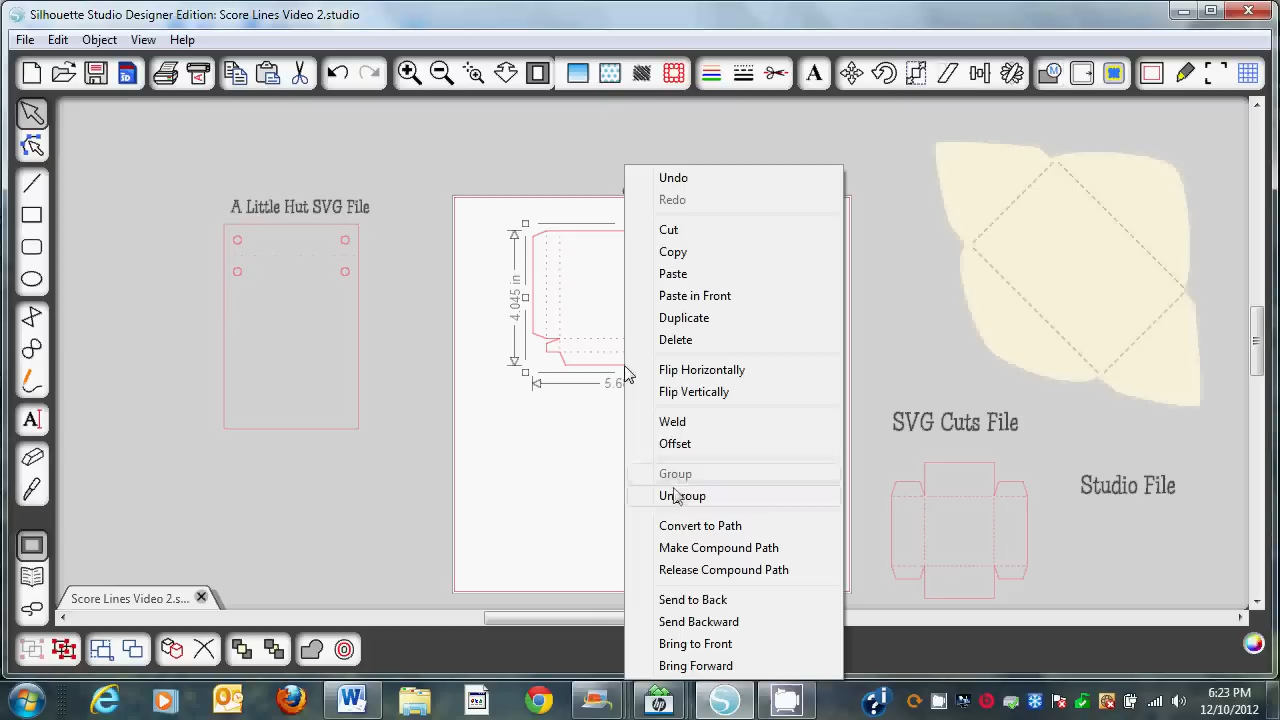 Silhouette Studio Designer Edition: Score Lines Video 2.studio
File Edit Object View Help
A Little Hut SVG File
4.045 in
SVG Cuts File
Studio File
Undo
Redo
Cut
Copy
Paste
Paste in Front
Duplicate
Delete
Flip Horizontally
Flip Vertically
Weld
Offset
Group
Convert to Path
Make Compound Path
Release Compound Path
Send to Back
Send Backward
Bring to Front
Bring Forward
Score Lines Video 2.s...
6:23 PM
12/10/2012